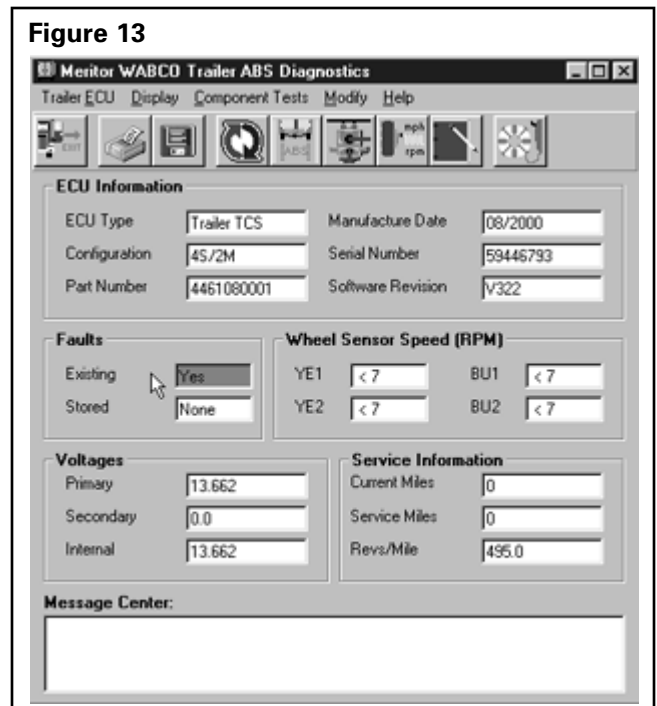 Figure 13
Meritor WABCO Trailer ABS Diagnostics
Trailer ECU Display Component Tests Modify Help
EXIT ABS mph rpm
ECU Information
ECU Type Trailer TCS Manufacture Date 08/2000
Configuration 4S/2M Serial Number 59446793
Part Number 4461080001 Software Revision V322
Faults Wheel Sensor Speed (RPM)
Existing Yes YE1 < 7 BU1 < 7
Stored None YE2 < 7 BU2 < 7
Voltages Service Information
Primary 13.662 Current Miles 0
Secondary 0.0 Service Miles 0
Internal 13.662 Revs/Mile 495.0
Message Center: